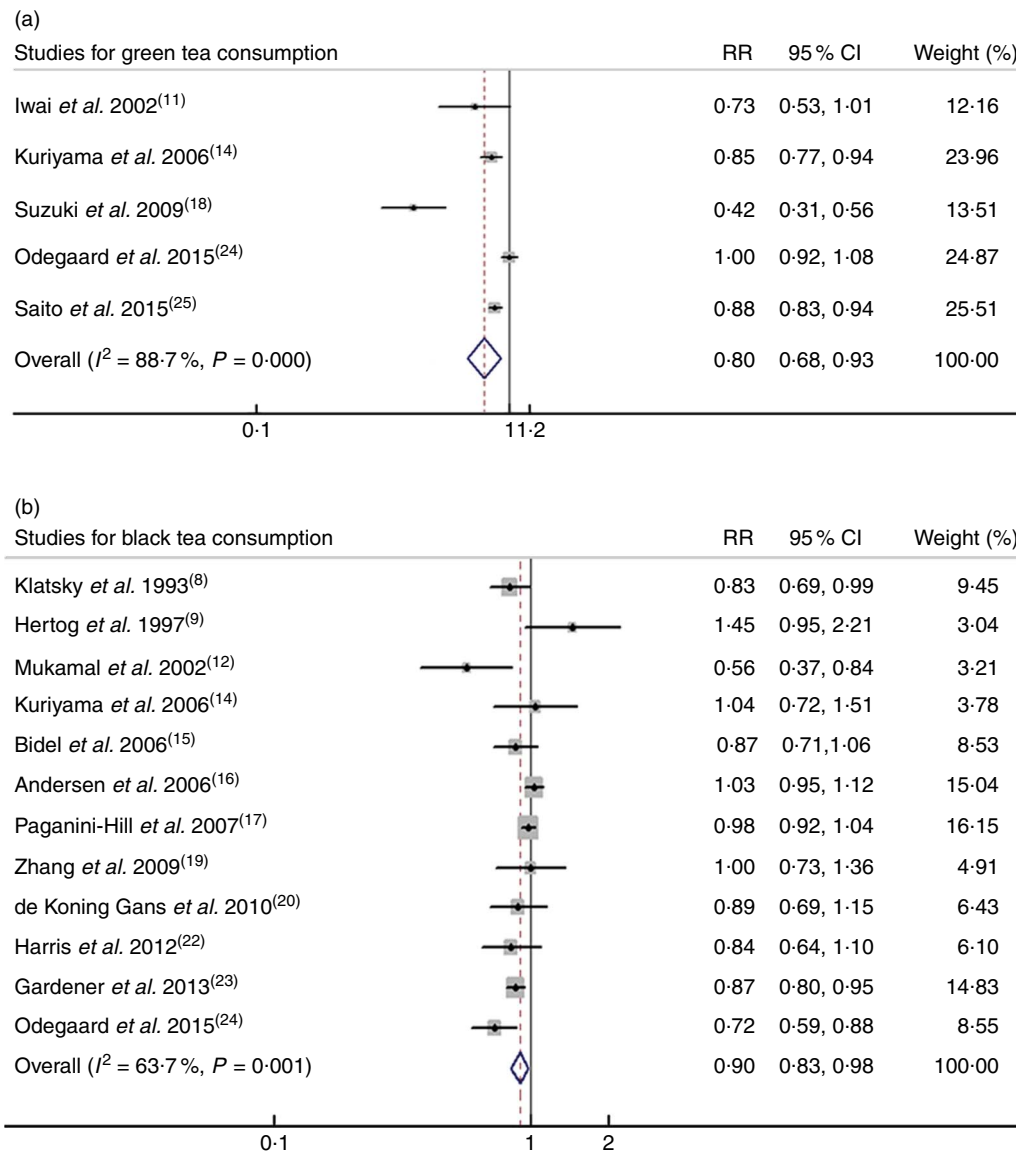 (a)
Studies for green tea consumption RR 95 % CI Weight (%)
Iwai et al. 2002(11) 0·73 0·53, 1·01 12·16
Kuriyama et al. 2006(14) 0·85 0·77, 0·94 23·96
Suzuki et al. 2009(18) 0·42 0·31, 0·56 13·51
Odegaard et al. 2015(24) 1·00 0·92, 1·08 24·87
Saito et al. 2015(25) 0·88 0·83, 0·94 25·51
Overall (I² = 88·7 %, P = 0·000) 0·80 0·68, 0·93 100·00
0·1 11·2
(b)
Studies for black tea consumption RR 95 % CI Weight (%)
Klatsky et al. 1993(8) 0·83 0·69, 0·99 9·45
Hertog et al. 1997(9) 1·45 0·95, 2·21 3·04
Mukamal et al. 2002(12) 0·56 0·37, 0·84 3·21
Kuriyama et al. 2006(14) 1·04 0·72, 1·51 3·78
Bidel et al. 2006(15) 0·87 0·71,1·06 8·53
Andersen et al. 2006(16) 1·03 0·95, 1·12 15·04
Paganini-Hill et al. 2007(17) 0·98 0·92, 1·04 16·15
Zhang et al. 2009(19) 1·00 0·73, 1·36 4·91
de Koning Gans et al. 2010(20) 0·89 0·69, 1·15 6·43
Harris et al. 2012(22) 0·84 0·64, 1·10 6·10
Gardener et al. 2013(23) 0·87 0·80, 0·95 14·83
Odegaard et al. 2015(24) 0·72 0·59, 0·88 8·55
Overall (I² = 63·7 %, P = 0·001) 0·90 0·83, 0·98 100·00
0·1 1 2